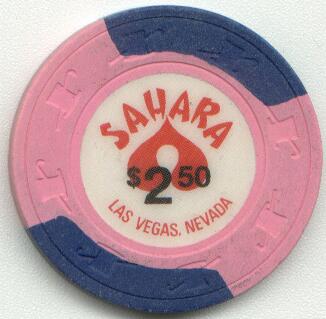 SAHARA
$2.50
LAS VEGAS, NEVADA